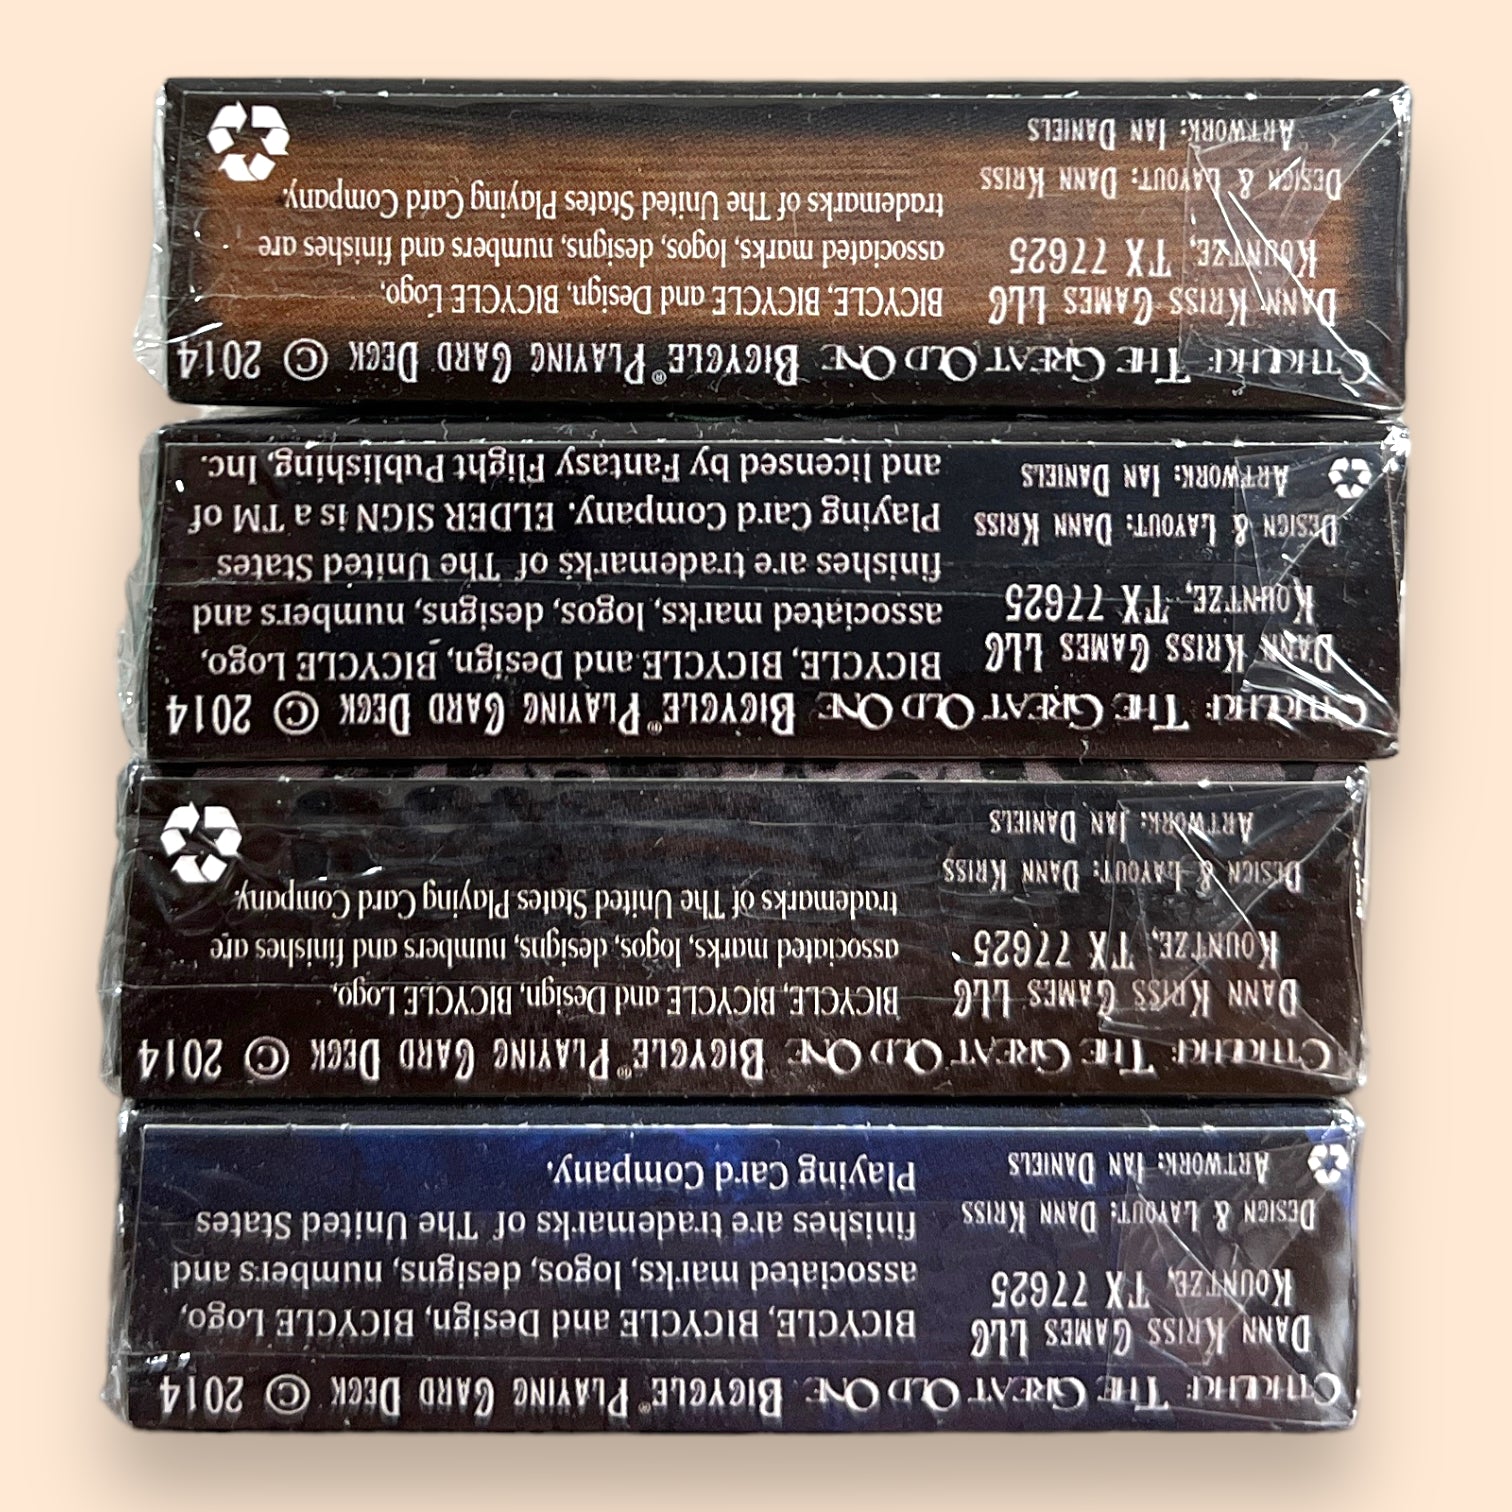 Cthulhu: The Great Old One Bicycle® Playing Card Deck © 2014
Dann Kriss Games LLC
Kountze, TX 77625
Design & Layout: Dann Kriss
Artwork: Ian Daniels
BICYCLE, BICYCLE and Design, BICYCLE Logo,
associated marks, logos, designs, numbers and
finishes are trademarks of The United States
Playing Card Company.
Cthulhu: The Great Old One Bicycle® Playing Card Deck © 2014
Dann Kriss Games LLC
Kountze, TX 77625
Design & Layout: Dann Kriss
Artwork: Ian Daniels
BICYCLE, BICYCLE and Design, BICYCLE Logo,
associated marks, logos, designs, numbers and finishes are
trademarks of The United States Playing Card Company.
Cthulhu: The Great Old One Bicycle® Playing Card Deck © 2014
Dann Kriss Games LLC
Kountze, TX 77625
Design & Layout: Dann Kriss
Artwork: Ian Daniels
BICYCLE, BICYCLE and Design, BICYCLE Logo,
associated marks, logos, designs, numbers and
finishes are trademarks of The United States
Playing Card Company. ELDER SIGN is a TM of
and licensed by Fantasy Flight Publishing, Inc.
Cthulhu: The Great Old One Bicycle® Playing Card Deck © 2014
Dann Kriss Games LLC
Kountze, TX 77625
Design & Layout: Dann Kriss
Artwork: Ian Daniels
BICYCLE, BICYCLE and Design, BICYCLE Logo,
associated marks, logos, designs, numbers and finishes are
trademarks of The United States Playing Card Company.